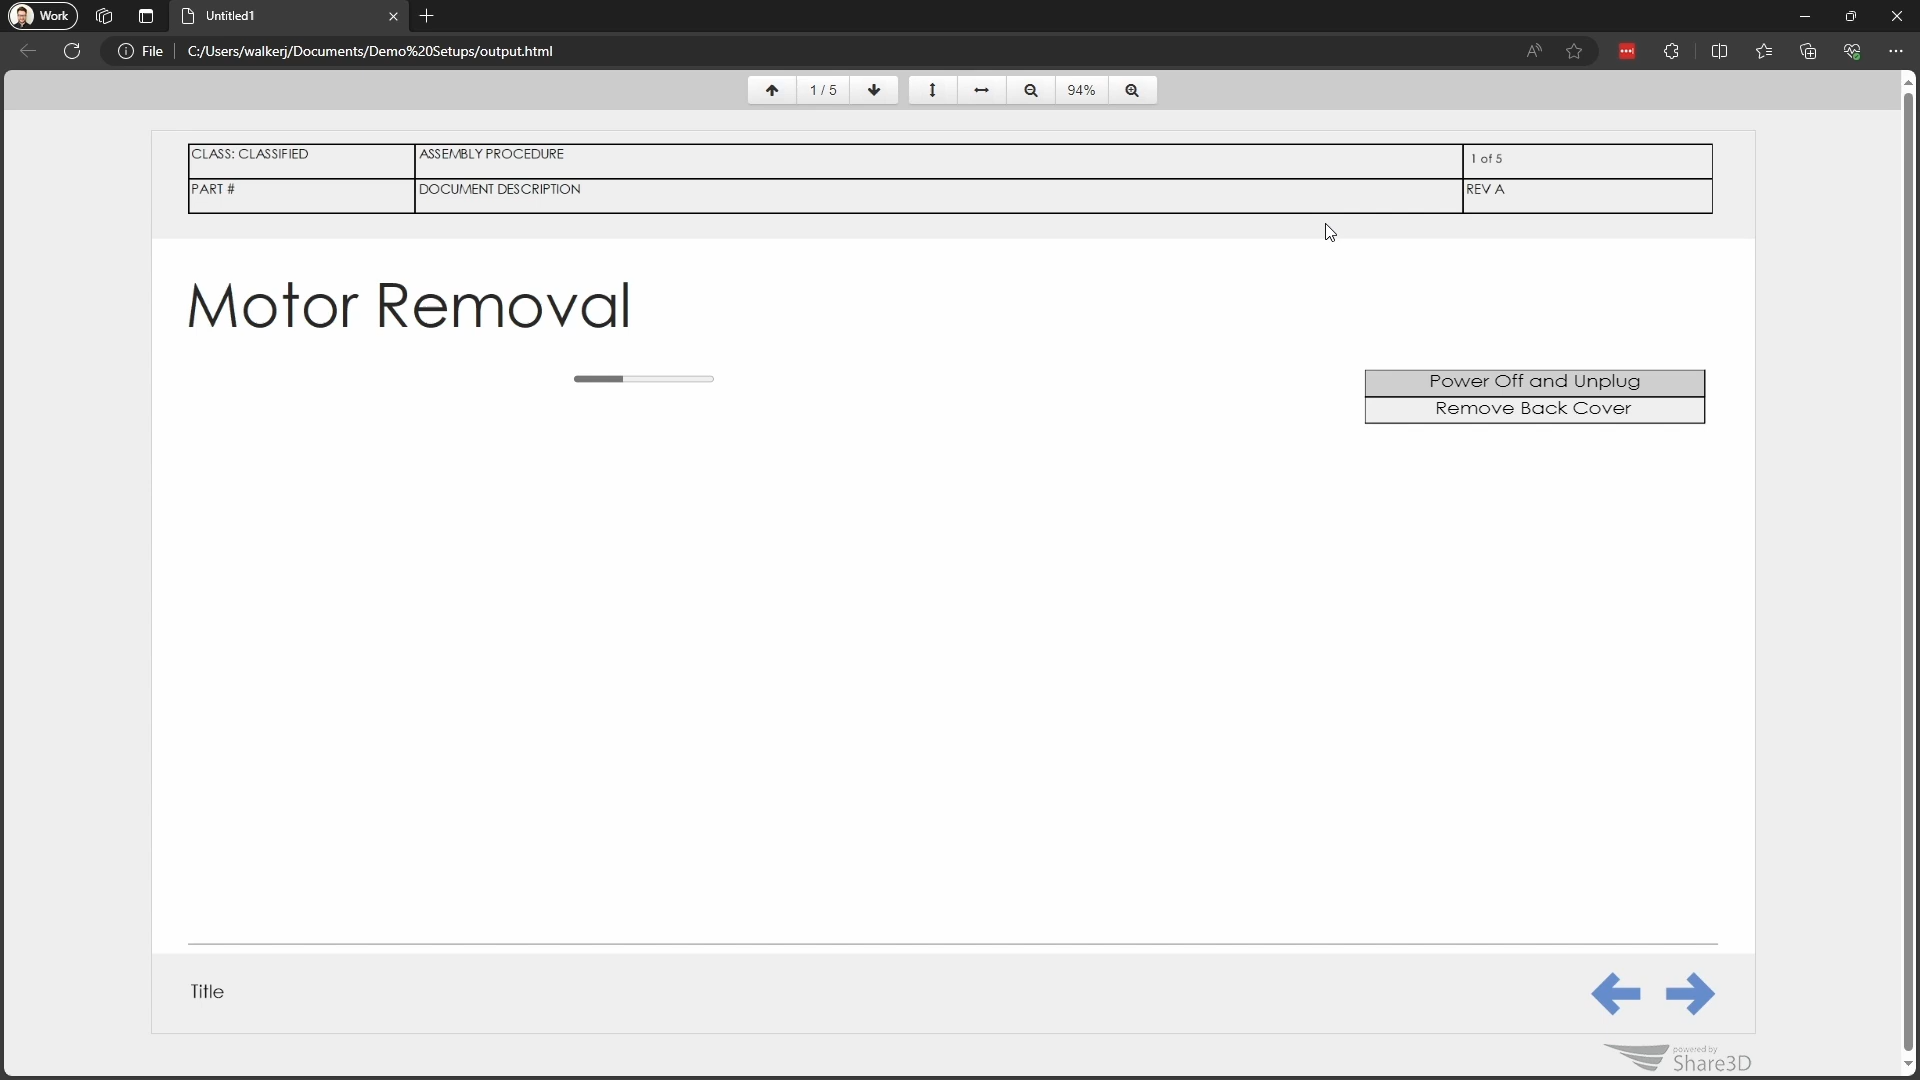 Work
Untitled1
File
C:/Users/walkerj/Documents/Demo%20Setups/output.html
1 / 5
94%
CLASS: CLASSIFIED
ASSEMBLY PROCEDURE
1 of 5
PART #
DOCUMENT DESCRIPTION
REV A
Motor Removal
Power Off and Unplug
Remove Back Cover
Title
powered by
Share3D